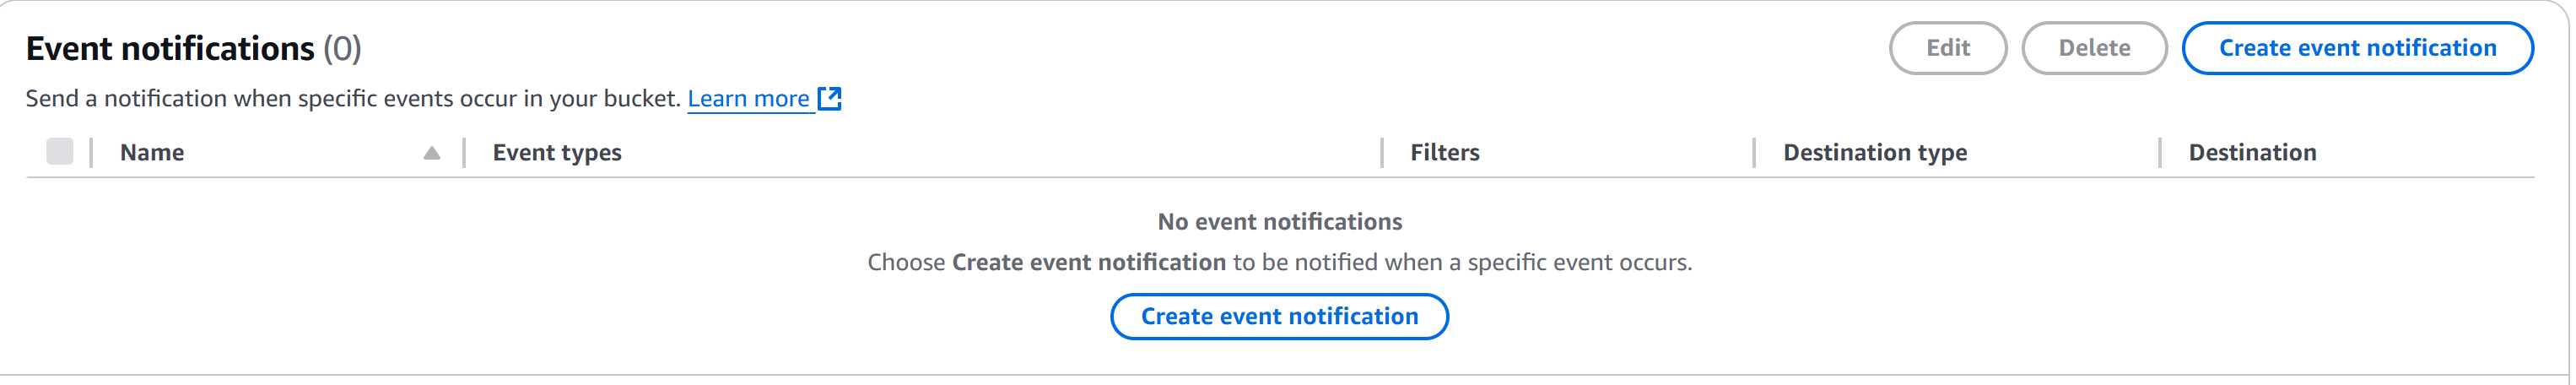 Event notifications (0)
Edit
Delete
Create event notification
Send a notification when specific events occur in your bucket. Learn more
Name
Event types
Filters
Destination type
Destination
No event notifications
Choose Create event notification to be notified when a specific event occurs.
Create event notification